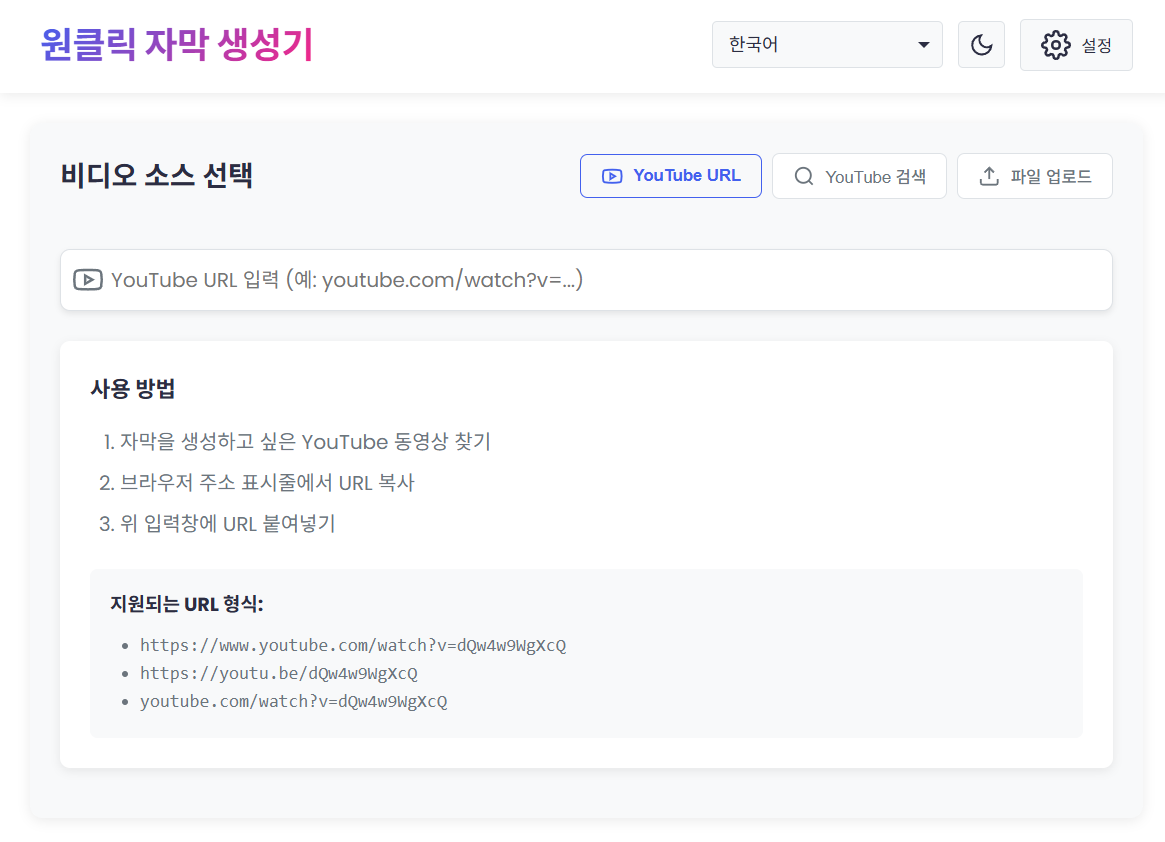 원클릭 자막 생성기
한국어
설정
비디오 소스 선택
YouTube URL
YouTube 검색
파일 업로드
YouTube URL 입력 (예: youtube.com/watch?v=...)
사용 방법
1. 자막을 생성하고 싶은 YouTube 동영상 찾기
2. 브라우저 주소 표시줄에서 URL 복사
3. 위 입력창에 URL 붙여넣기
지원되는 URL 형식:
• https://www.youtube.com/watch?v=dQw4w9WgXcQ
• https://youtu.be/dQw4w9WgXcQ
• youtube.com/watch?v=dQw4w9WgXcQ